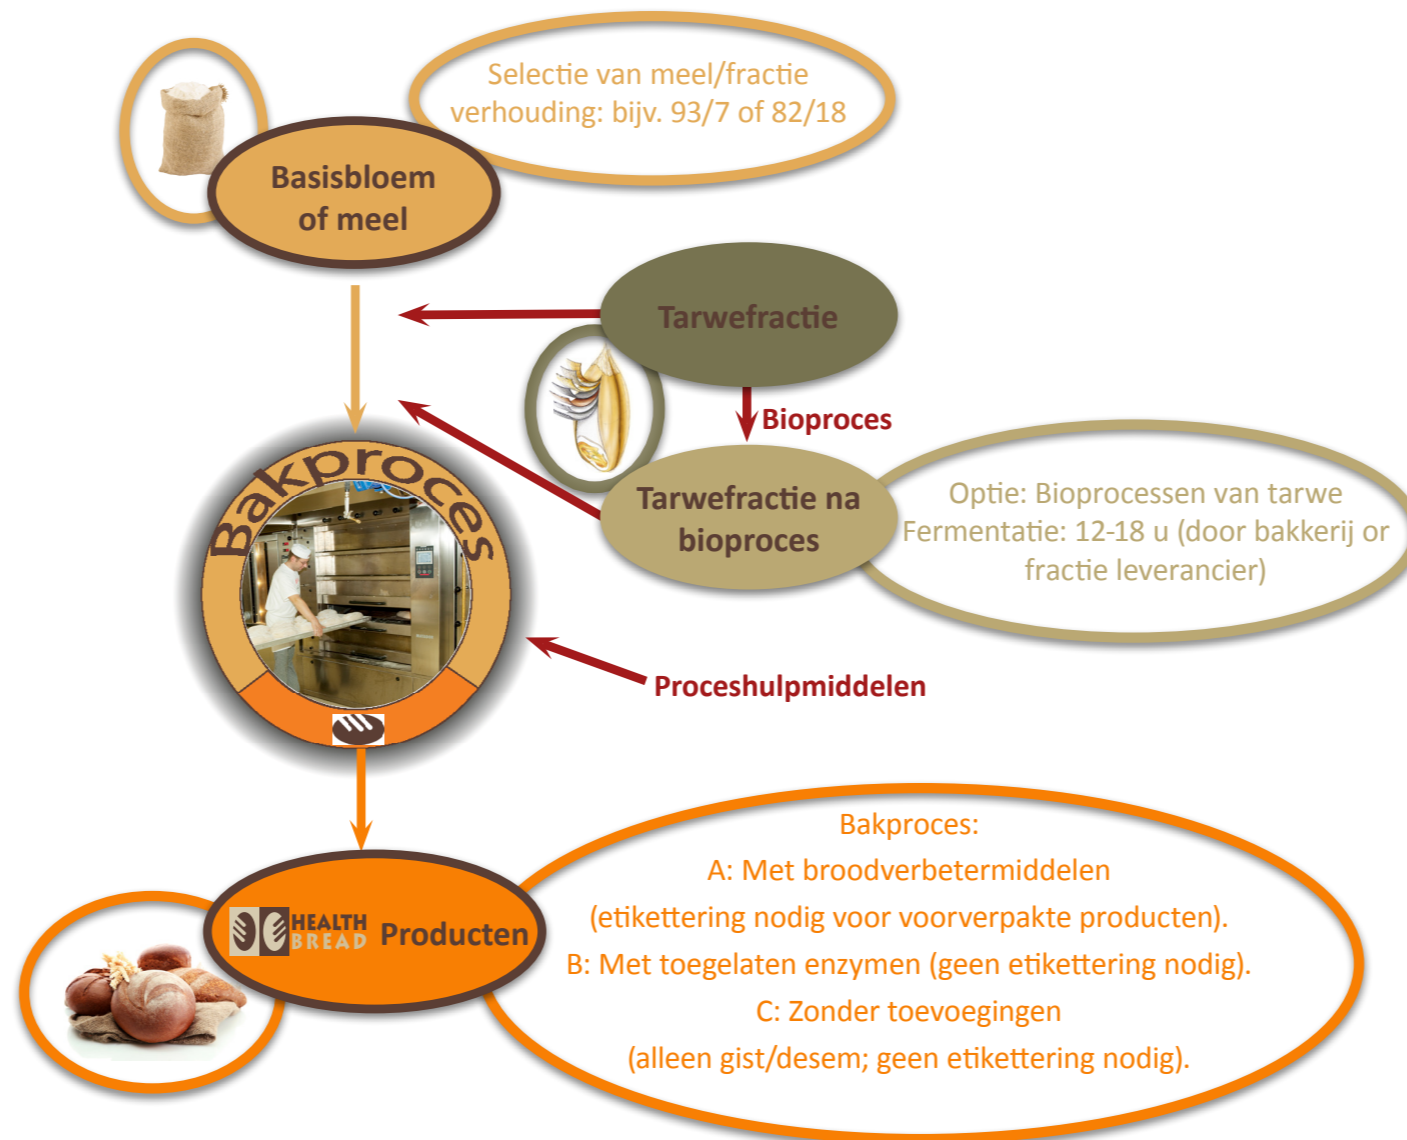 Selectie van meel/fractie
verhouding: bijv. 93/7 of 82/18
Basisbloem
of meel
Tarwefractie
Bioproces
Tarwefractie na
bioproces
Optie: Bioprocessen van tarwe
Fermentatie: 12-18 u (door bakkerij or
fractie leverancier)
Bakproces
Proceshulpmiddelen
HEALTH
BREAD
Producten
Bakproces:
A: Met broodverbetermiddelen
(etikettering nodig voor voorverpakte producten).
B: Met toegelaten enzymen (geen etikettering nodig).
C: Zonder toevoegingen
(alleen gist/desem; geen etikettering nodig).